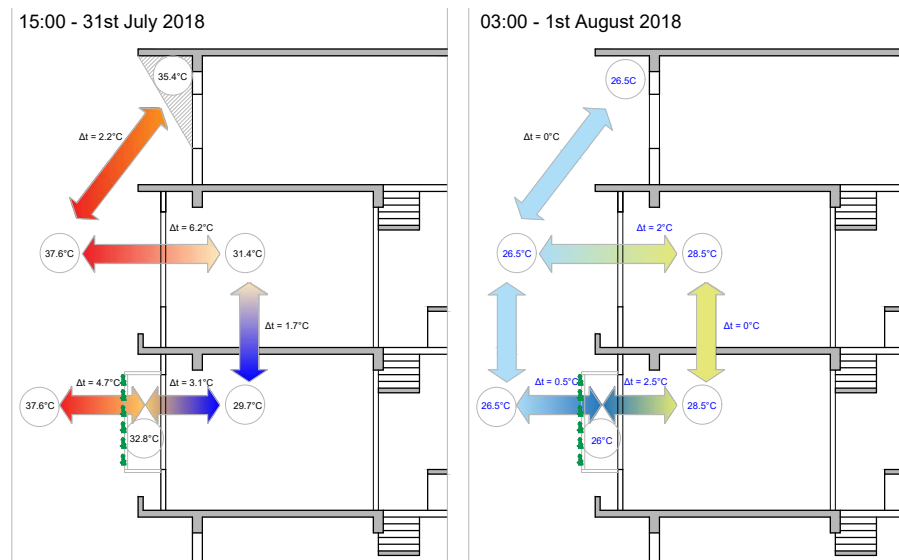 15:00 - 31st July 2018
35.4°C
Δt = 2.2°C
Δt = 6.2°C
37.6°C
31.4°C
Δt = 1.7°C
Δt = 4.7°C
Δt = 3.1°C
37.6°C
29.7°C
32.8°C
03:00 - 1st August 2018
26.5C
Δt = 0°C
Δt = 2°C
26.5°C
28.5°C
Δt = 0°C
Δt = 0.5°C
Δt = 2.5°C
26.5°C
28.5°C
26°C